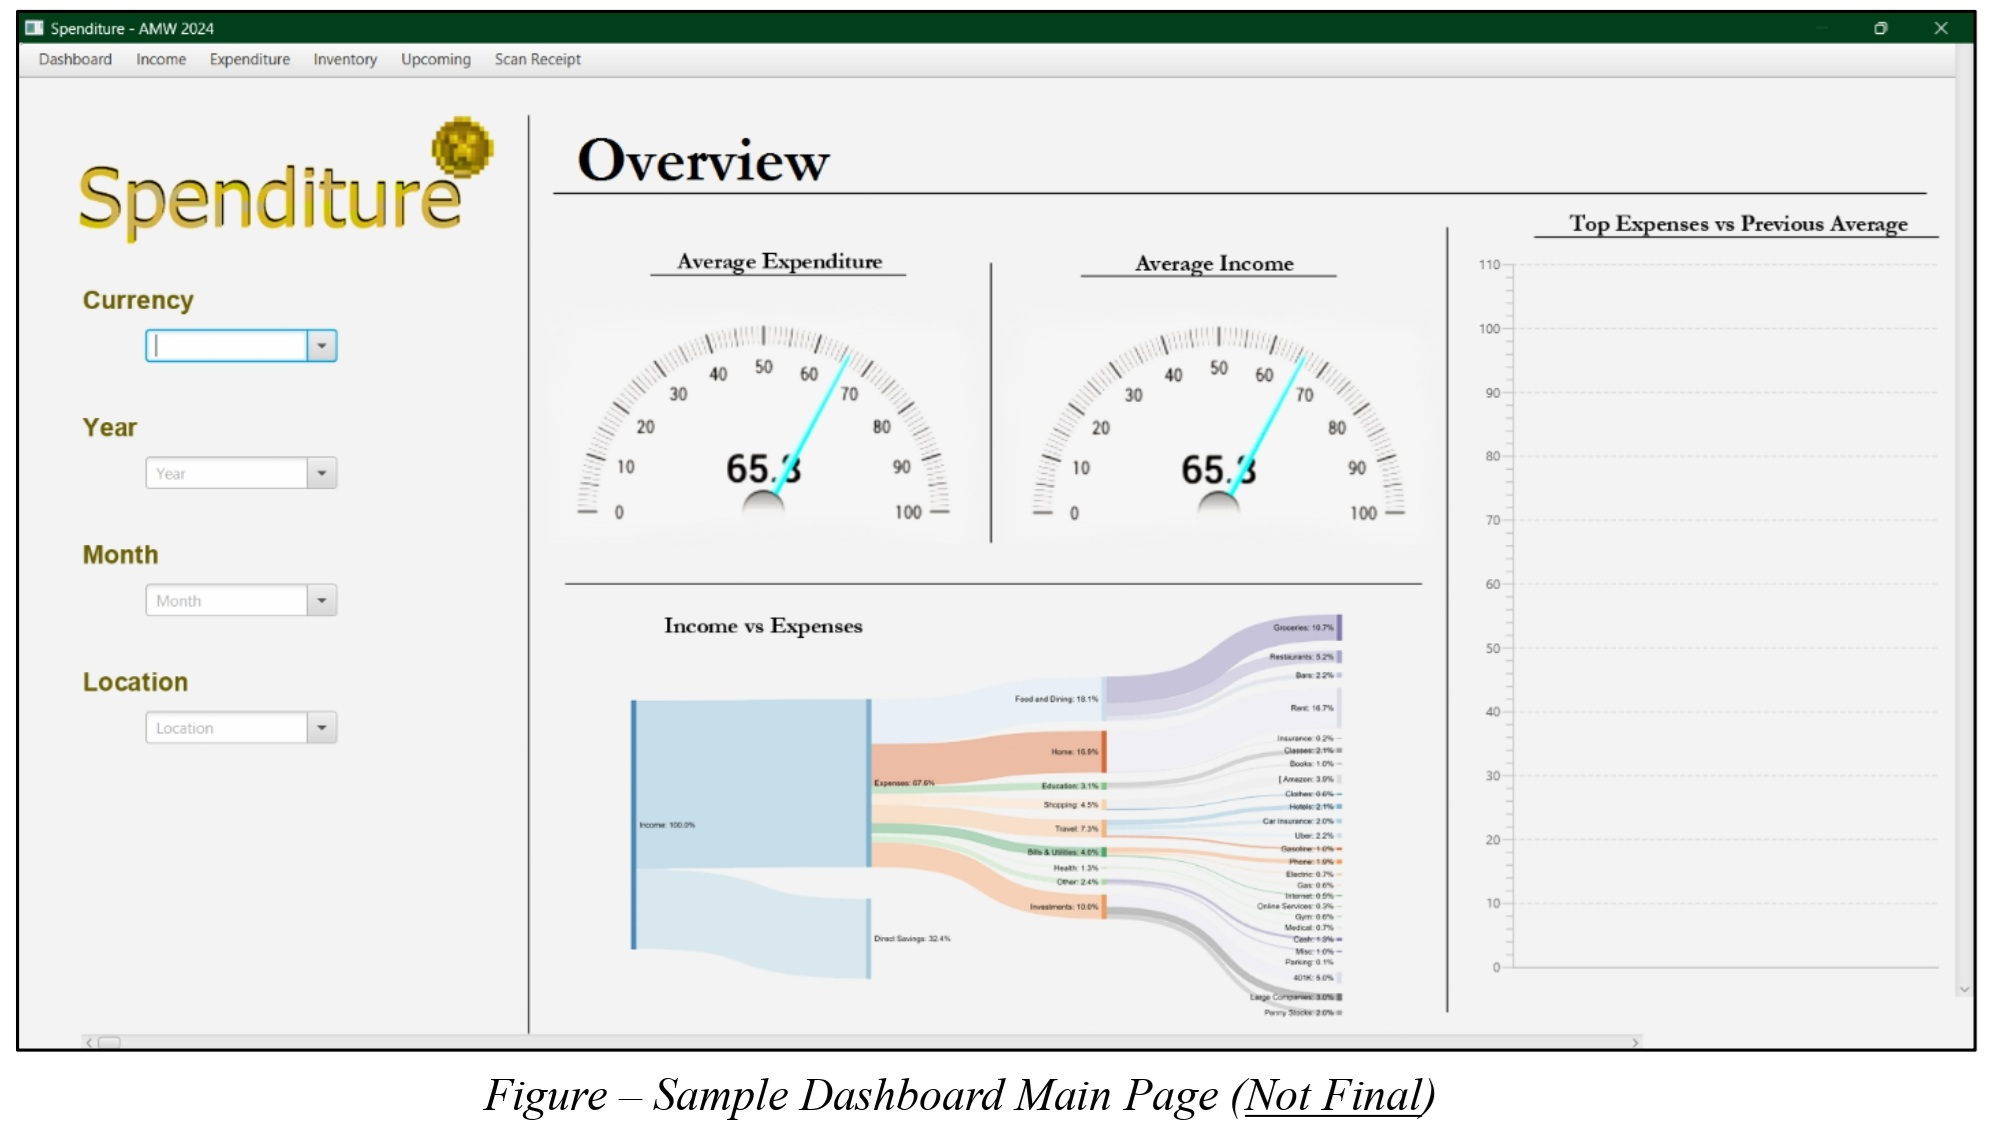 Spenditure - AMW 2024
Dashboard Income Expenditure Inventory Upcoming Scan Receipt
Spenditure
Currency
Year
Year
Month
Month
Location
Location
Overview
Average Expenditure
0 10 20 30 40 50 60 70 80 90 100
65.3
Average Income
0 10 20 30 40 50 60 70 80 90 100
65.3
Top Expenses vs Previous Average
110
100
90
80
70
60
50
40
30
20
10
0
Income vs Expenses
Income: 100.0%
Expenses: 67.6%
Direct Savings: 32.4%
Food and Dining: 18.1%
Home: 16.9%
Education: 3.1%
Shopping: 4.5%
Travel: 7.3%
Bills & Utilities: 4.0%
Health: 1.3%
Other: 2.4%
Investments: 10.0%
Groceries: 10.7%
Restaurants: 5.2%
Bars: 2.2%
Rent: 16.7%
Insurance: 0.2%
Classes: 2.1%
Books: 1.0%
[ Amazon: 3.9%
Clothes: 0.6%
Hotels: 2.1%
Car Insurance: 2.0%
Uber: 2.2%
Gasoline: 1.0%
Phone: 1.9%
Electric: 0.7%
Gas: 0.6%
Internet: 0.5%
Online Services: 0.3%
Gym: 0.6%
Medical: 0.7%
Cash: 1.3%
Misc: 1.0%
Parking: 0.1%
401K: 5.0%
Large Companies: 3.0%
Penny Stocks: 2.0%
Figure – Sample Dashboard Main Page (Not Final)